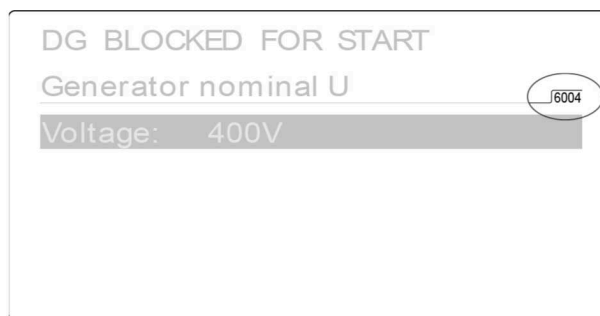 DG BLOCKED FOR START
Generator nominal U
6004
Voltage: 400V